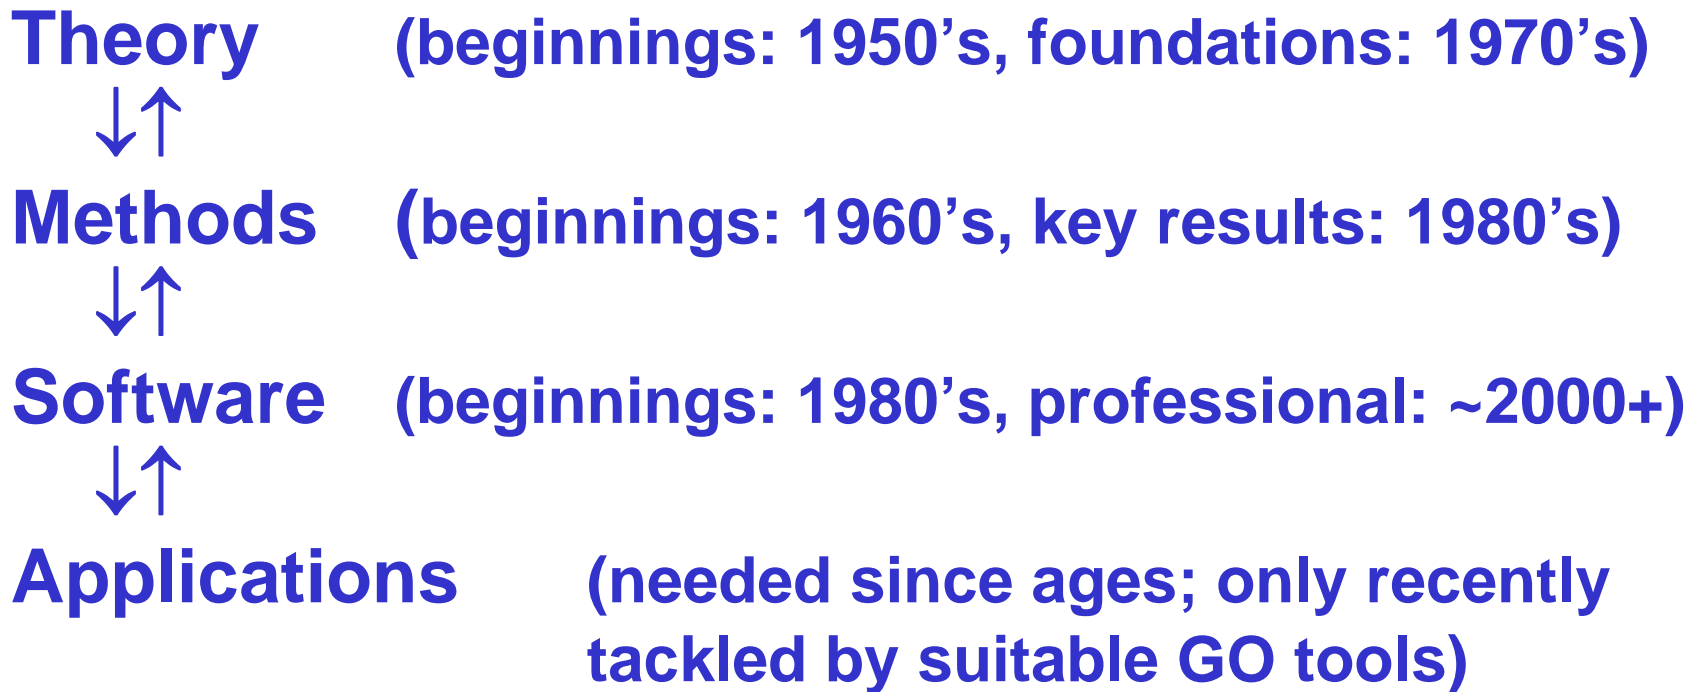 Theory (beginnings: 1950’s, foundations: 1970’s)
↓↑
Methods (beginnings: 1960’s, key results: 1980’s)
↓↑
Software (beginnings: 1980’s, professional: ~2000+)
↓↑
Applications (needed since ages; only recently
tackled by suitable GO tools)